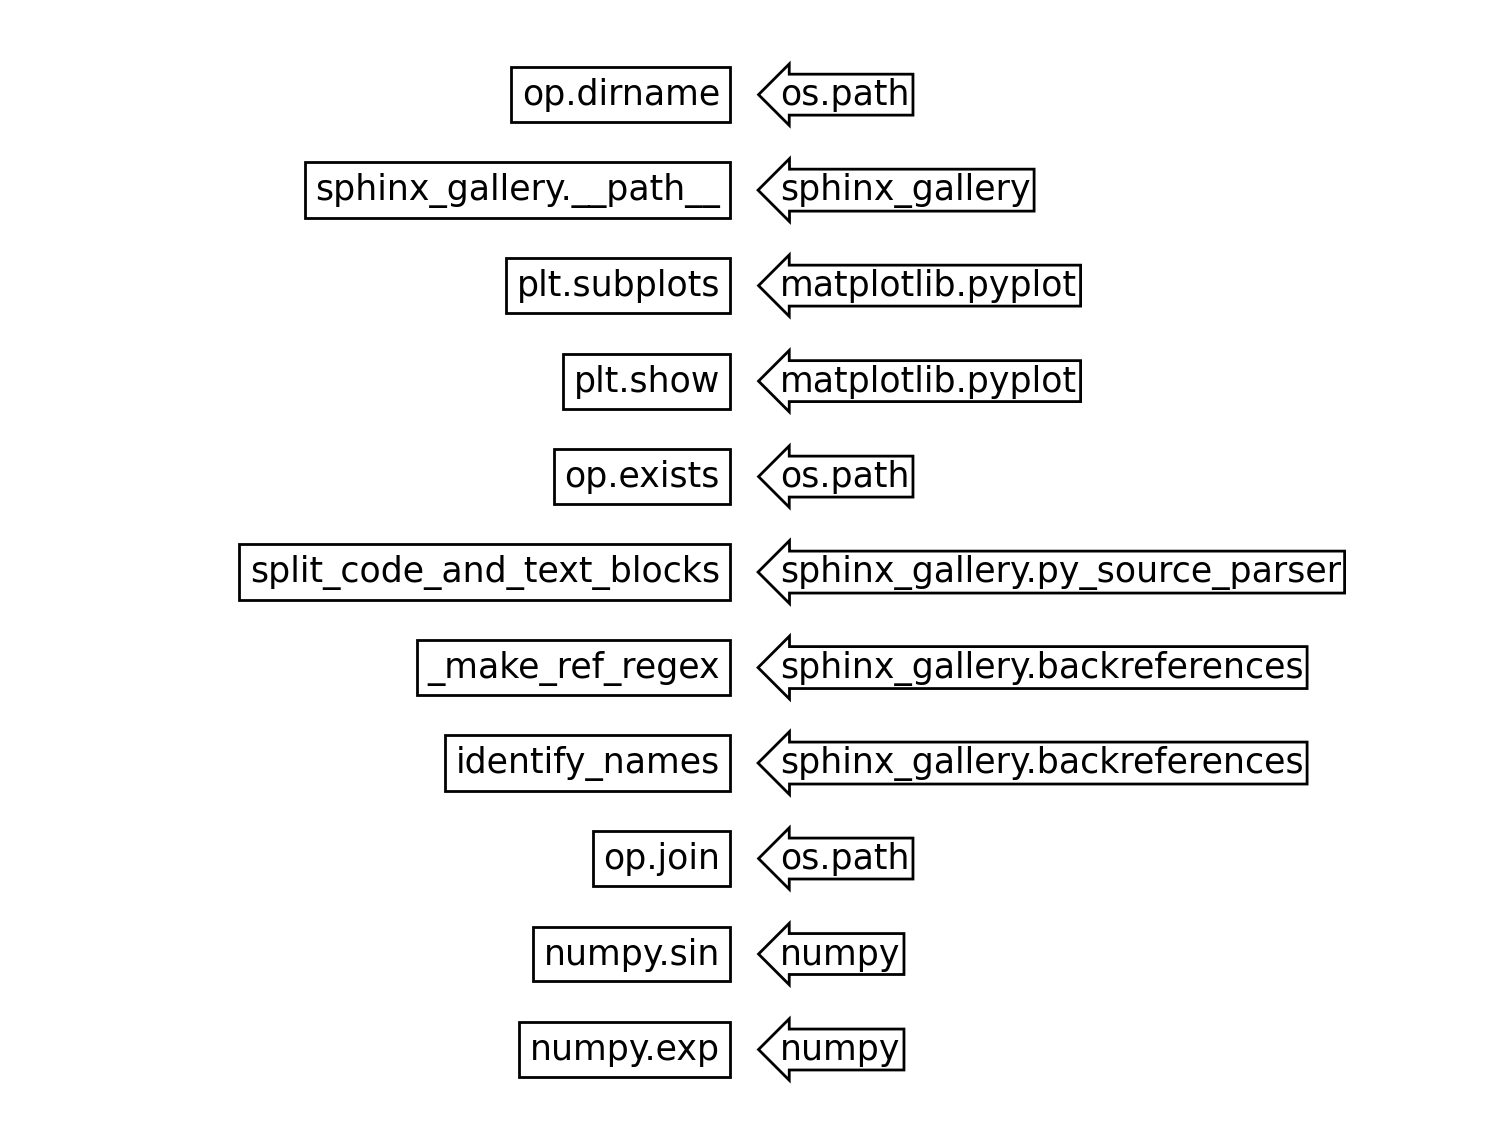 op.dirname os.path
sphinx_gallery.__path__ sphinx_gallery
plt.subplots matplotlib.pyplot
plt.show matplotlib.pyplot
op.exists os.path
split_code_and_text_blocks sphinx_gallery.py_source_parser
_make_ref_regex sphinx_gallery.backreferences
identify_names sphinx_gallery.backreferences
op.join os.path
numpy.sin numpy
numpy.exp numpy